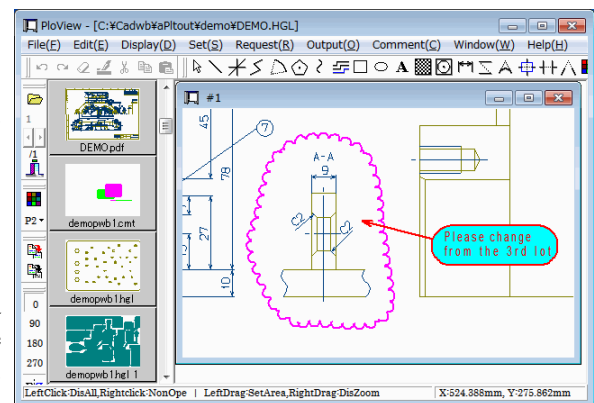 PloView - [C:¥Cadwb¥aPltout¥demo¥DEMO.HGL]
File(F) Edit(E) Display(D) Set(S) Request(R) Output(O) Comment(C) Window(W) Help(H)
A
1
/1
P2
0
90
180
270
DEMO.pdf
demopwb1.cmt
demopwb1.hgl
demopwb1.hgl 1
#1
45
7
78
27
10
A-A
9
C2
C2
Please change
from the 3rd lot
LeftClick:DisAll,Rightclick:NonOpe | LeftDrag:SetArea,RightDrag:DisZoom X:524.388mm, Y:275.862mm